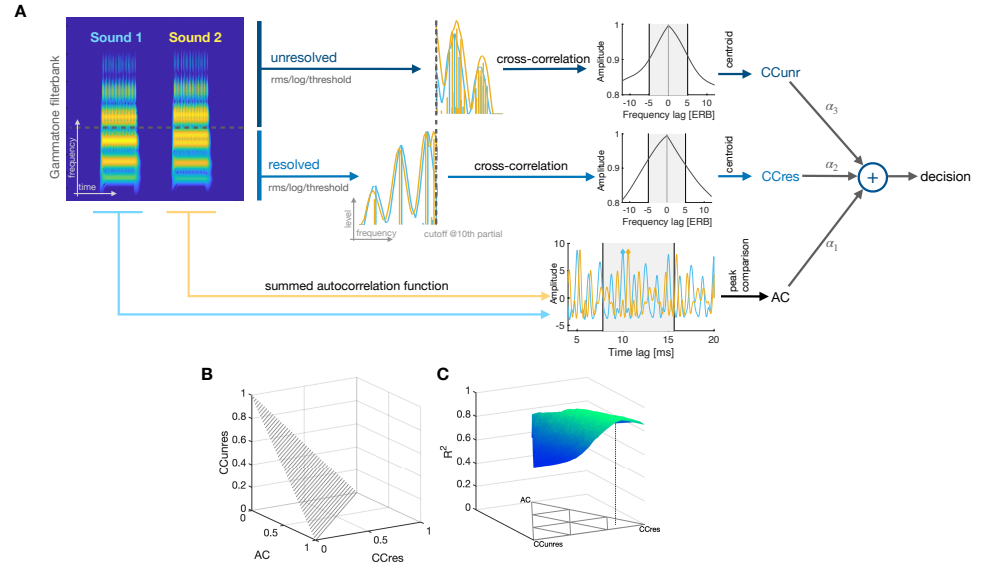 A
Gammatone filterbank
Sound 1
Sound 2
frequency
time
unresolved
rms/log/threshold
resolved
rms/log/threshold
level
frequency
cutoff @10th partial
cross-correlation
cross-correlation
Amplitude
1
0.9
0.8
-10 -5 0 5 10
Frequency lag [ERB]
centroid
CCunr
Amplitude
1
0.9
0.8
-10 -5 0 5 10
Frequency lag [ERB]
centroid
CCres
α3
α2
α1
+
decision
summed autocorrelation function
Amplitude
10
5
0
-5
5 10 15 20
Time lag [ms]
peak
comparison
AC
B
CCunres
1
0.8
0.6
0.4
0.2
0
0
0.5
1
AC
0
0.5
1
CCres
C
R²
1
0.8
0.6
0.4
0.2
0
AC
CCunres
CCres